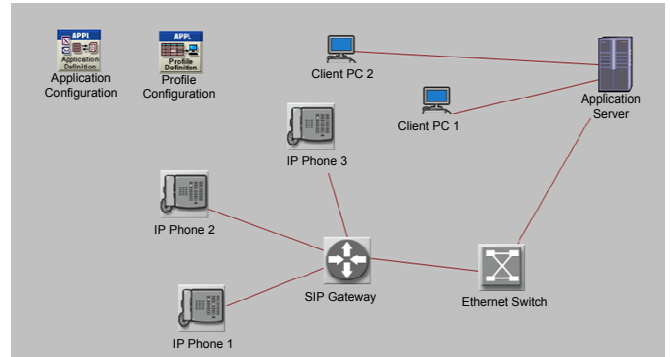 APPL
Application
Definition
Application
Configuration
APPL
Profile
Definition
Profile
Configuration
Client PC 2
Client PC 1
Application
Server
IP Phone 3
IP Phone 2
SIP Gateway
Ethernet Switch
IP Phone 1